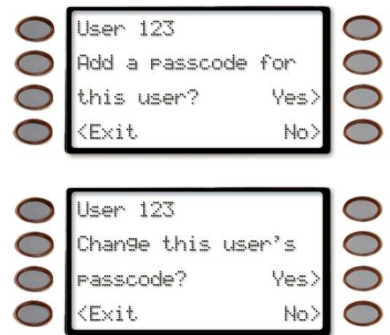 User 123
Add a passcode for
this user? Yes>
<Exit No>
User 123
Change this user's
passcode? Yes>
<Exit No>